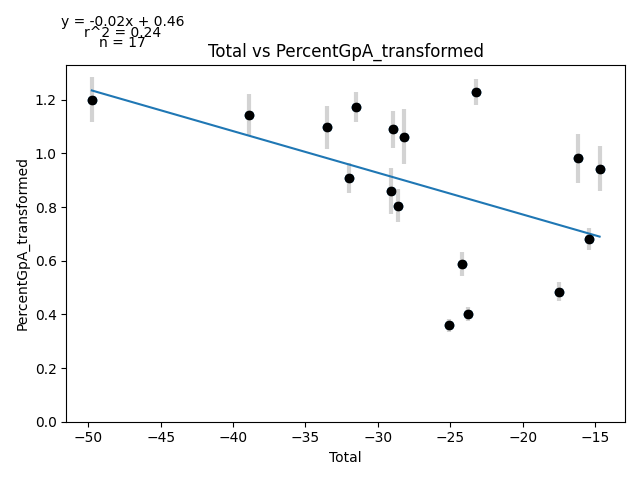 y = -0.02x + 0.46
r^2 = 0.24
n = 17
Total vs PercentGpA_transformed
PercentGpA_transformed
1.2
1.0
0.8
0.6
0.4
0.2
0.0
−50
−45
−40
−35
−30
−25
−20
−15
Total